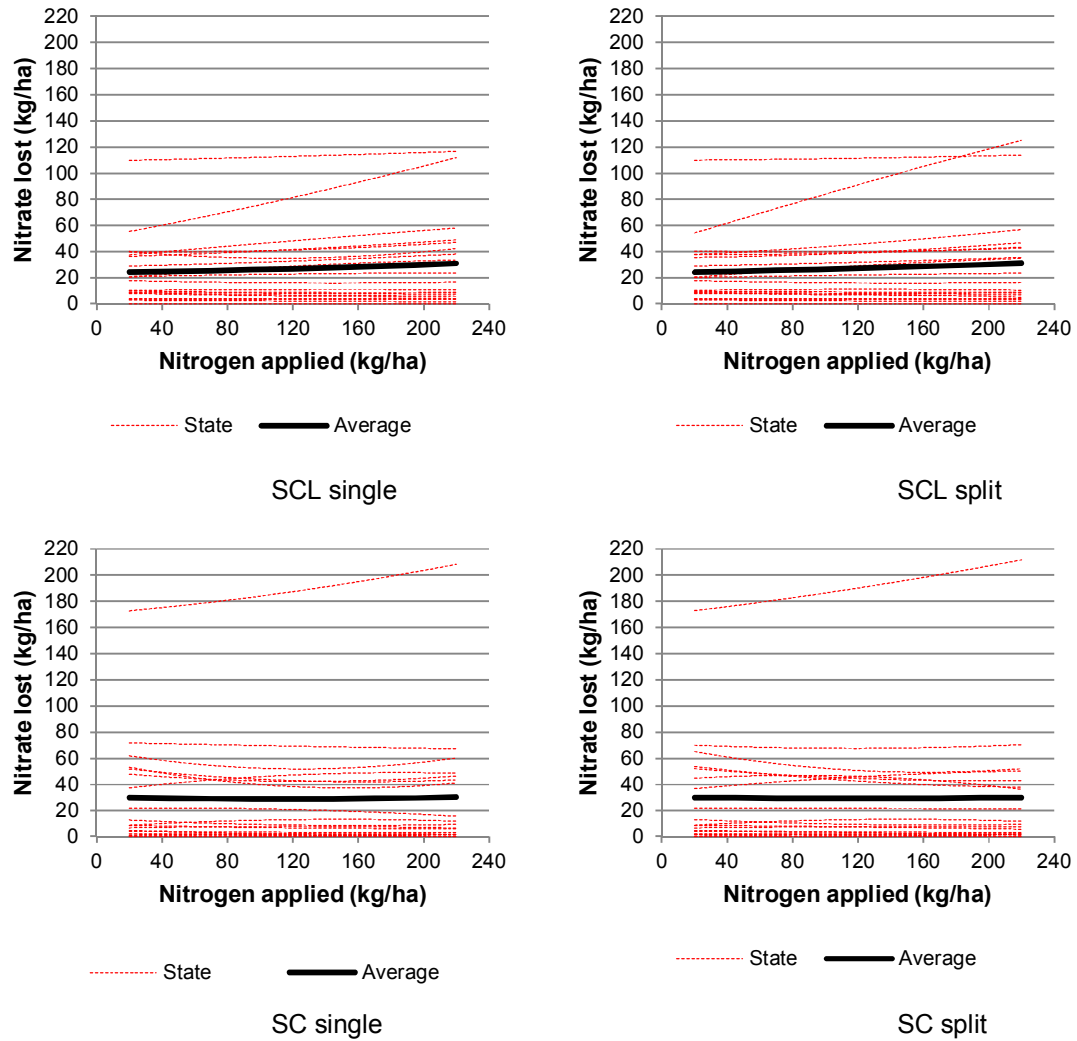 220
200
180
160
140
120
100
80
60
40
20
0
Nitrate lost (kg/ha)
0 40 80 120 160 200 240
Nitrogen applied (kg/ha)
State Average
SCL single
220
200
180
160
140
120
100
80
60
40
20
0
Nitrate lost (kg/ha)
0 40 80 120 160 200 240
Nitrogen applied (kg/ha)
State Average
SCL split
220
200
180
160
140
120
100
80
60
40
20
0
Nitrate lost (kg/ha)
0 40 80 120 160 200 240
Nitrogen applied (kg/ha)
State Average
SC single
220
200
180
160
140
120
100
80
60
40
20
0
Nitrate lost (kg/ha)
0 40 80 120 160 200 240
Nitrogen applied (kg/ha)
State Average
SC split